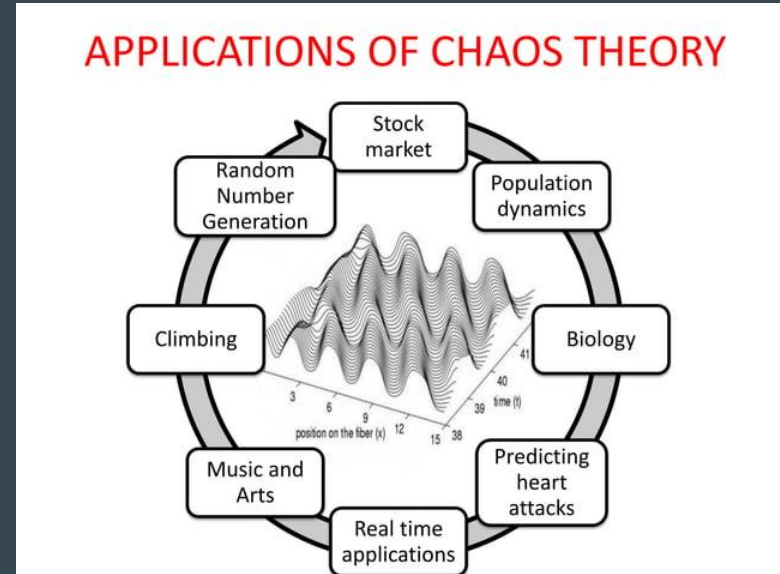 APPLICATIONS OF CHAOS THEORY
Stock
market
Population
dynamics
Biology
Predicting
heart
attacks
Real time
applications
Music and
Arts
Climbing
Random
Number
Generation
3
6
9
12
15
position on the fiber (x)
38
39
40
41
time (t)